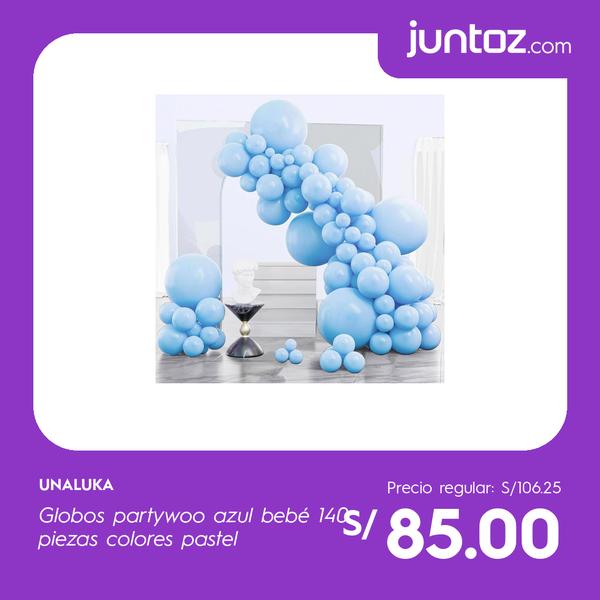 juntoz.com
UNALUKA
Globos partywoo azul bebé 140
piezas colores pastel
Precio regular: S/106.25
S/ 85.00